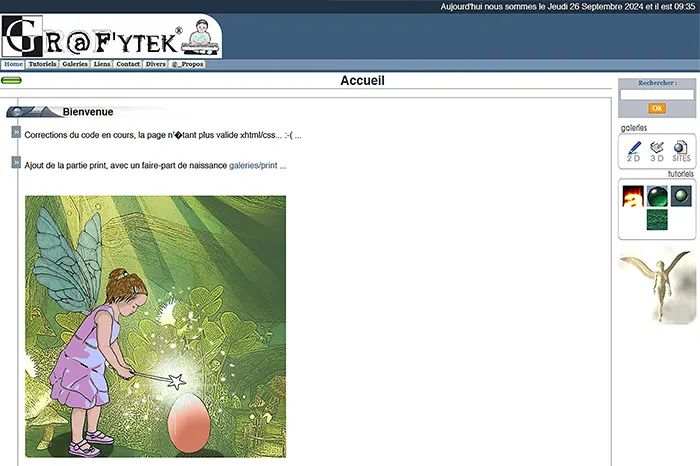 Aujourd'hui nous sommes le Jeudi 26 Septembre 2024 et il est 09:35
GR@F'YTEK®
Home Tutoriels Galeries Liens Contact Divers @_Propos
Accueil
Rechercher :
Ok
Bienvenue
Corrections du code en cours, la page n'�tant plus valide xhtml/css... :-( ...
Ajout de la partie print, avec un faire-part de naissance galeries/print ...
galeries
2 D 3 D SITES
tutoriels